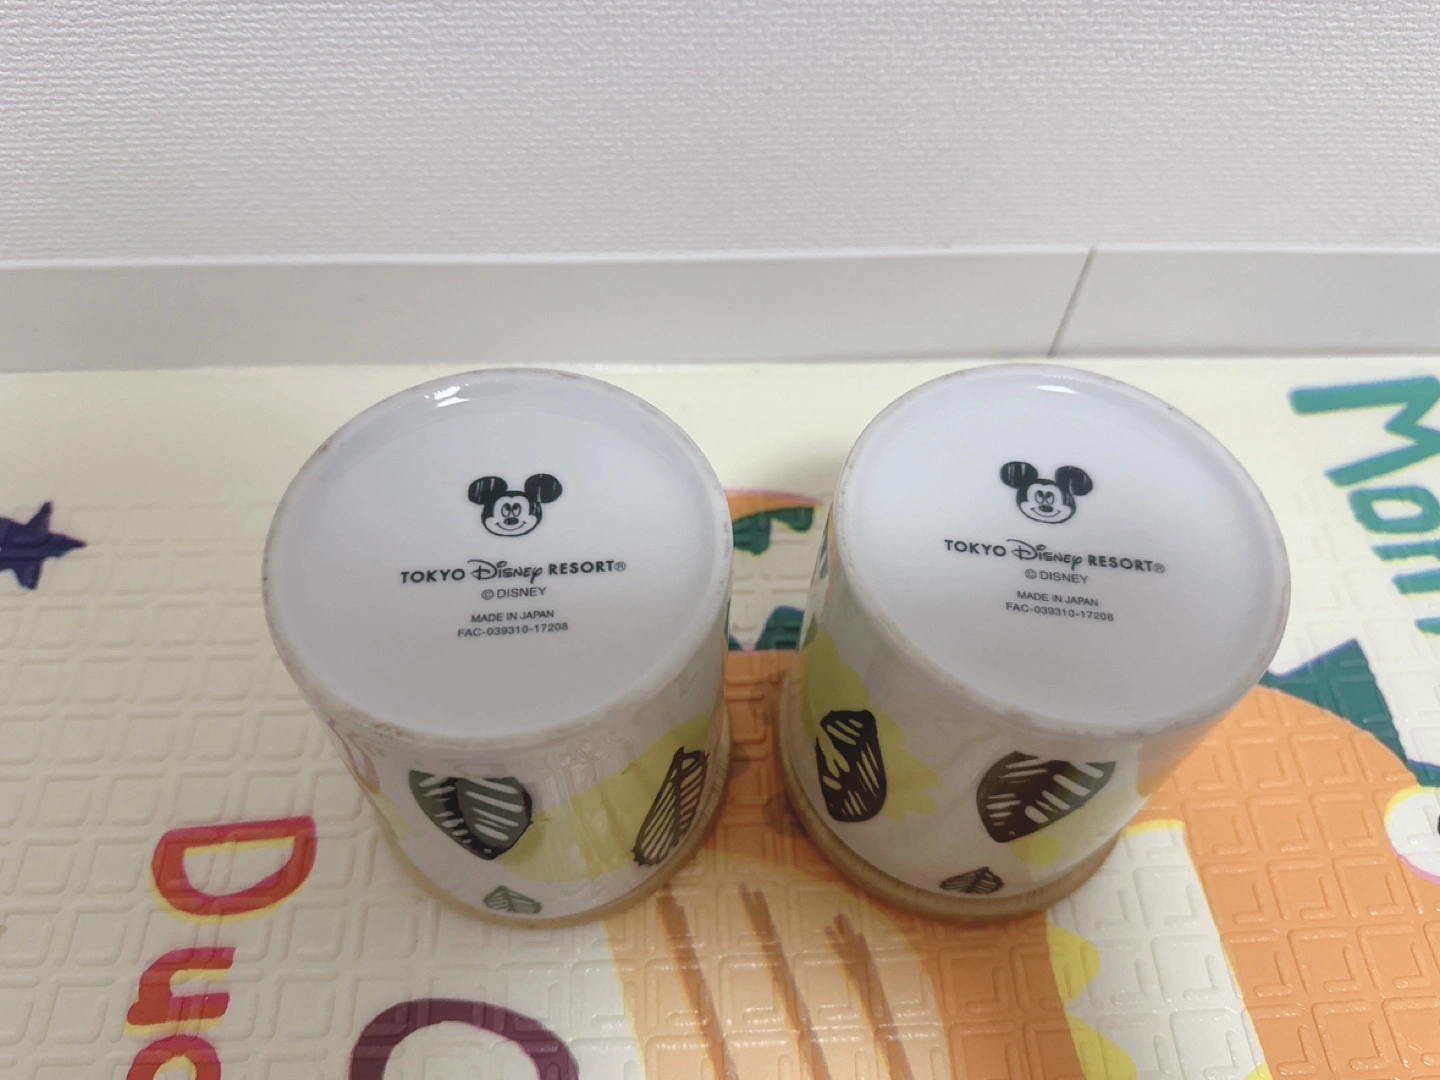 TOKYO Disney RESORT®
© DISNEY
MADE IN JAPAN
FAC-039310-17208
TOKYO Disney RESORT®
© DISNEY
MADE IN JAPAN
FAC-039310-17208